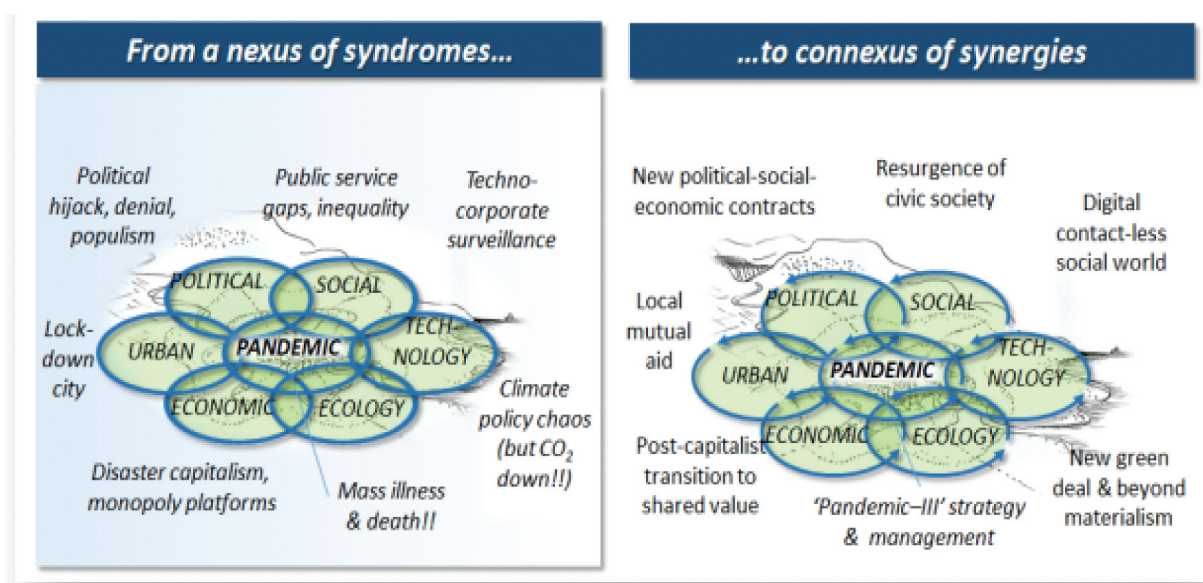 From a nexus of syndromes...
Political
hijack, denial,
populism
Public service
gaps, inequality
Techno-
corporate
surveillance
POLITICAL
SOCIAL
Lock-
down
city
URBAN
PANDEMIC
TECH-
NOLOGY
ECONOMIC
ECOLOGY
Climate
policy chaos
(but CO₂
down!!)
Disaster capitalism,
monopoly platforms
Mass illness
& death!!
...to connexus of synergies
New political-social-
economic contracts
Resurgence of
civic society
Digital
contact-less
social world
POLITICAL
SOCIAL
Local
mutual
aid
URBAN
PANDEMIC
TECH-
NOLOGY
ECONOMIC
ECOLOGY
Post-capitalist
transition to
shared value
'Pandemic–III' strategy
& management
New green
deal & beyond
materialism